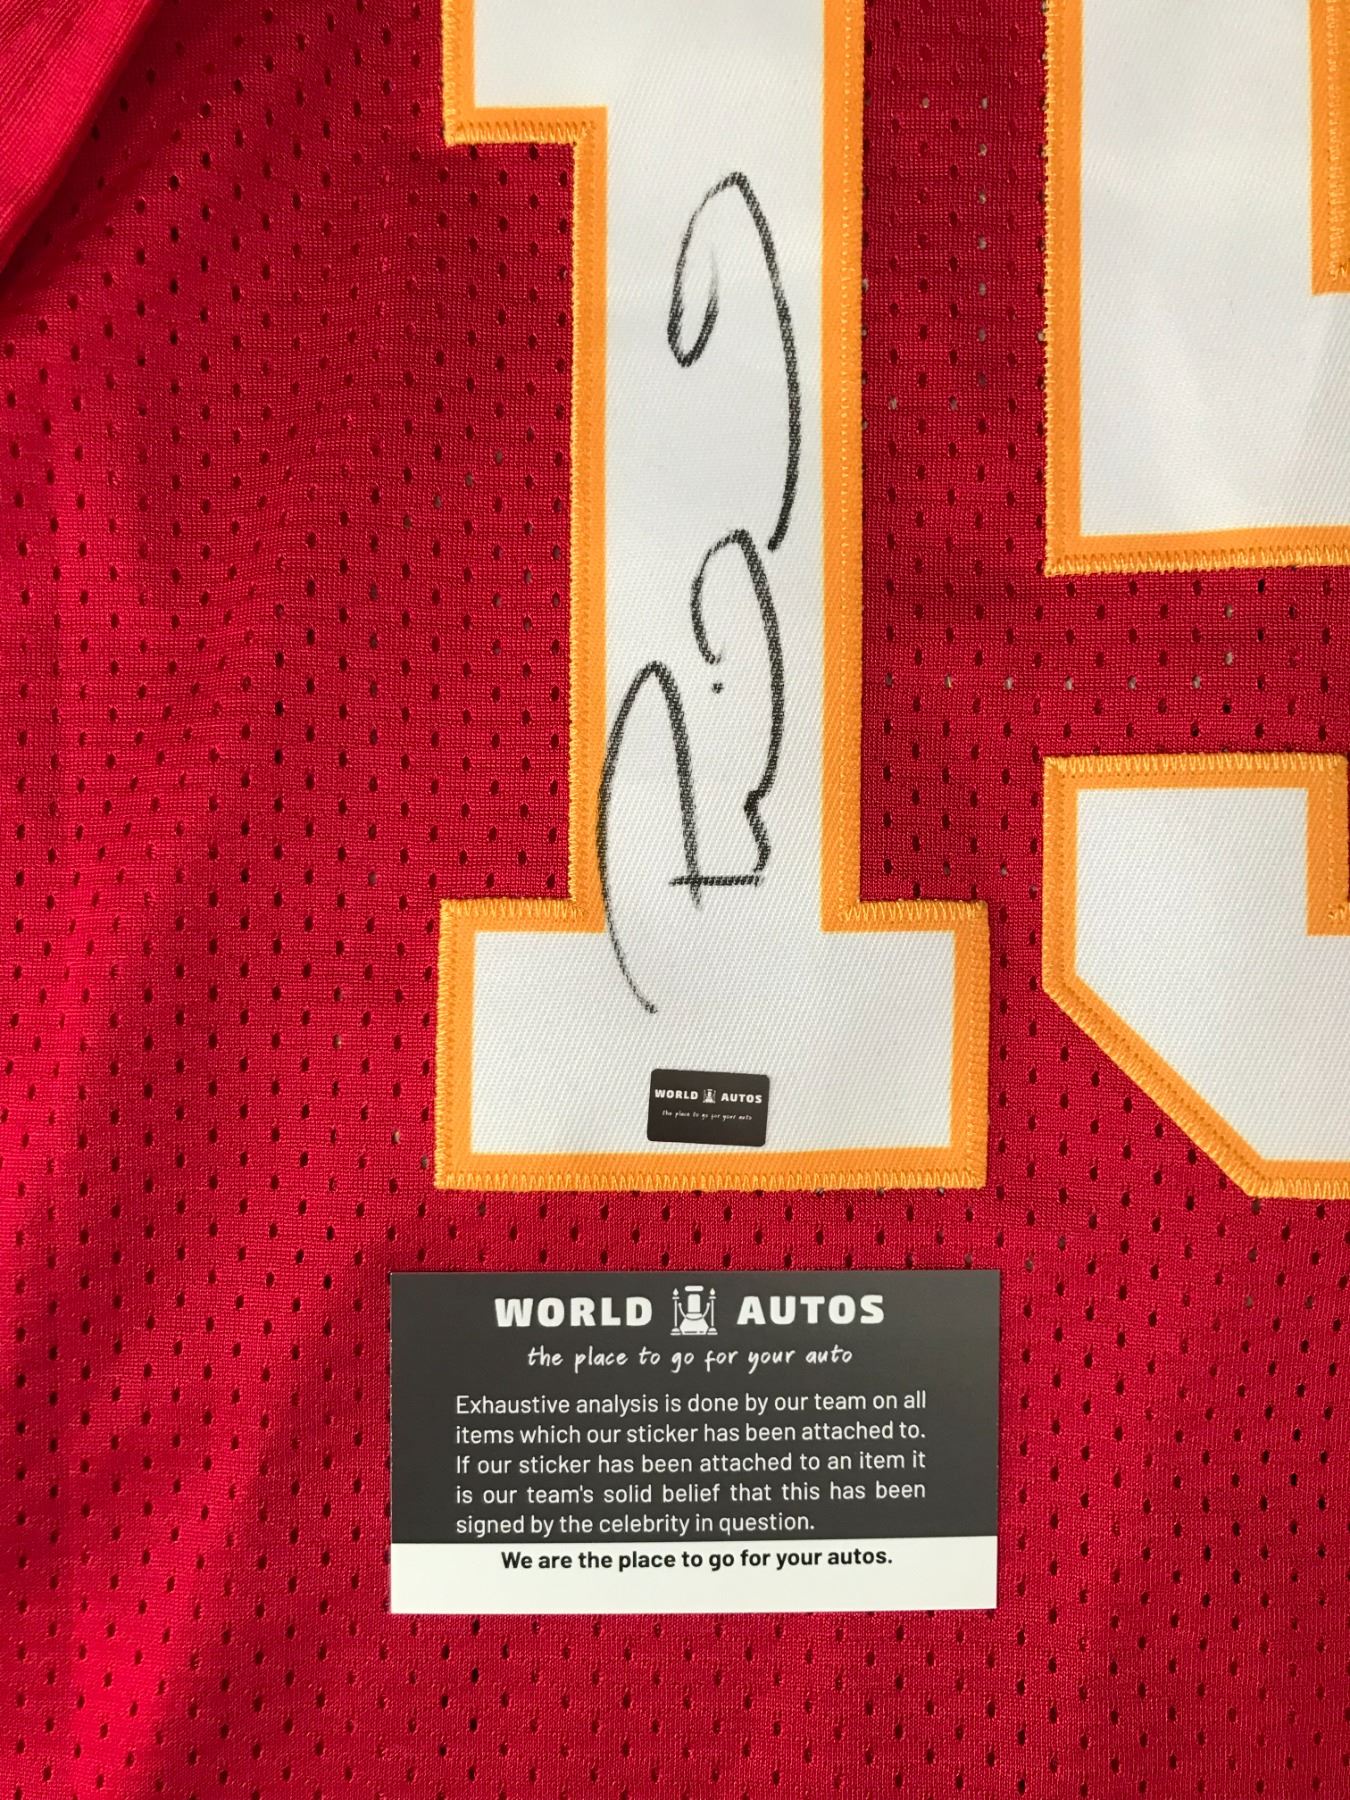 15
WORLD AUTOS
the place to go for your auto
WORLD AUTOS
the place to go for your auto
Exhaustive analysis is done by our team on all
items which our sticker has been attached to.
If our sticker has been attached to an item it
is our team's solid belief that this has been
signed by the celebrity in question.
We are the place to go for your autos.